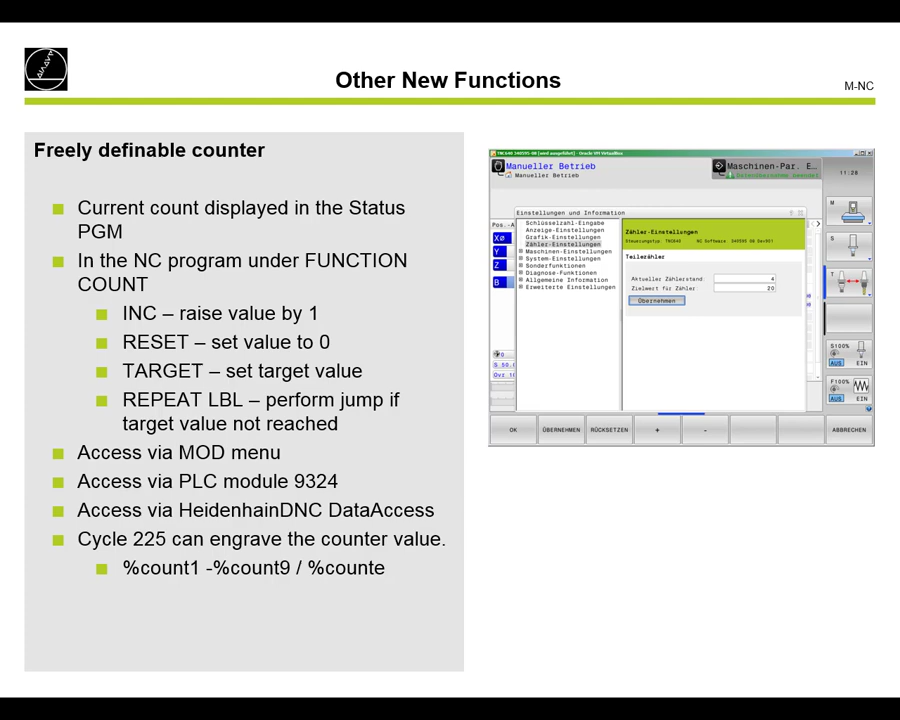 Other New Functions
M-NC
Freely definable counter
Current count displayed in the Status
PGM
In the NC program under FUNCTION
COUNT
INC – raise value by 1
RESET – set value to 0
TARGET – set target value
REPEAT LBL – perform jump if
target value not reached
Access via MOD menu
Access via PLC module 9324
Access via HeidenhainDNC DataAccess
Cycle 225 can engrave the counter value.
%count1 -%count9 / %counte
Manueller Betrieb
Manueller Betrieb
Maschinen-Par. E…
11:28
Einstellungen und Information
Pos.-A
X
Y
Z
B
Schlüsselzahl-Eingabe
Anzeige-Einstellungen
Grafik-Einstellungen
Zähler-Einstellungen
Maschinen-Einstellungen
System-Einstellungen
Sonderfunktionen
Diagnose-Funktionen
Allgemeine Information
Erweiterte Einstellungen
Zähler-Einstellungen
Steuerungstyp: TNC640 NC Software:
Teilezähler
Aktueller Zählerstand 4
Zielwert für Zähler 20
Übernehmen
M
S
T
S100%
AUS EIN
F100%
AUS EIN
OK ÜBERNEHMEN RÜCKSETZEN + - ABBRECHEN